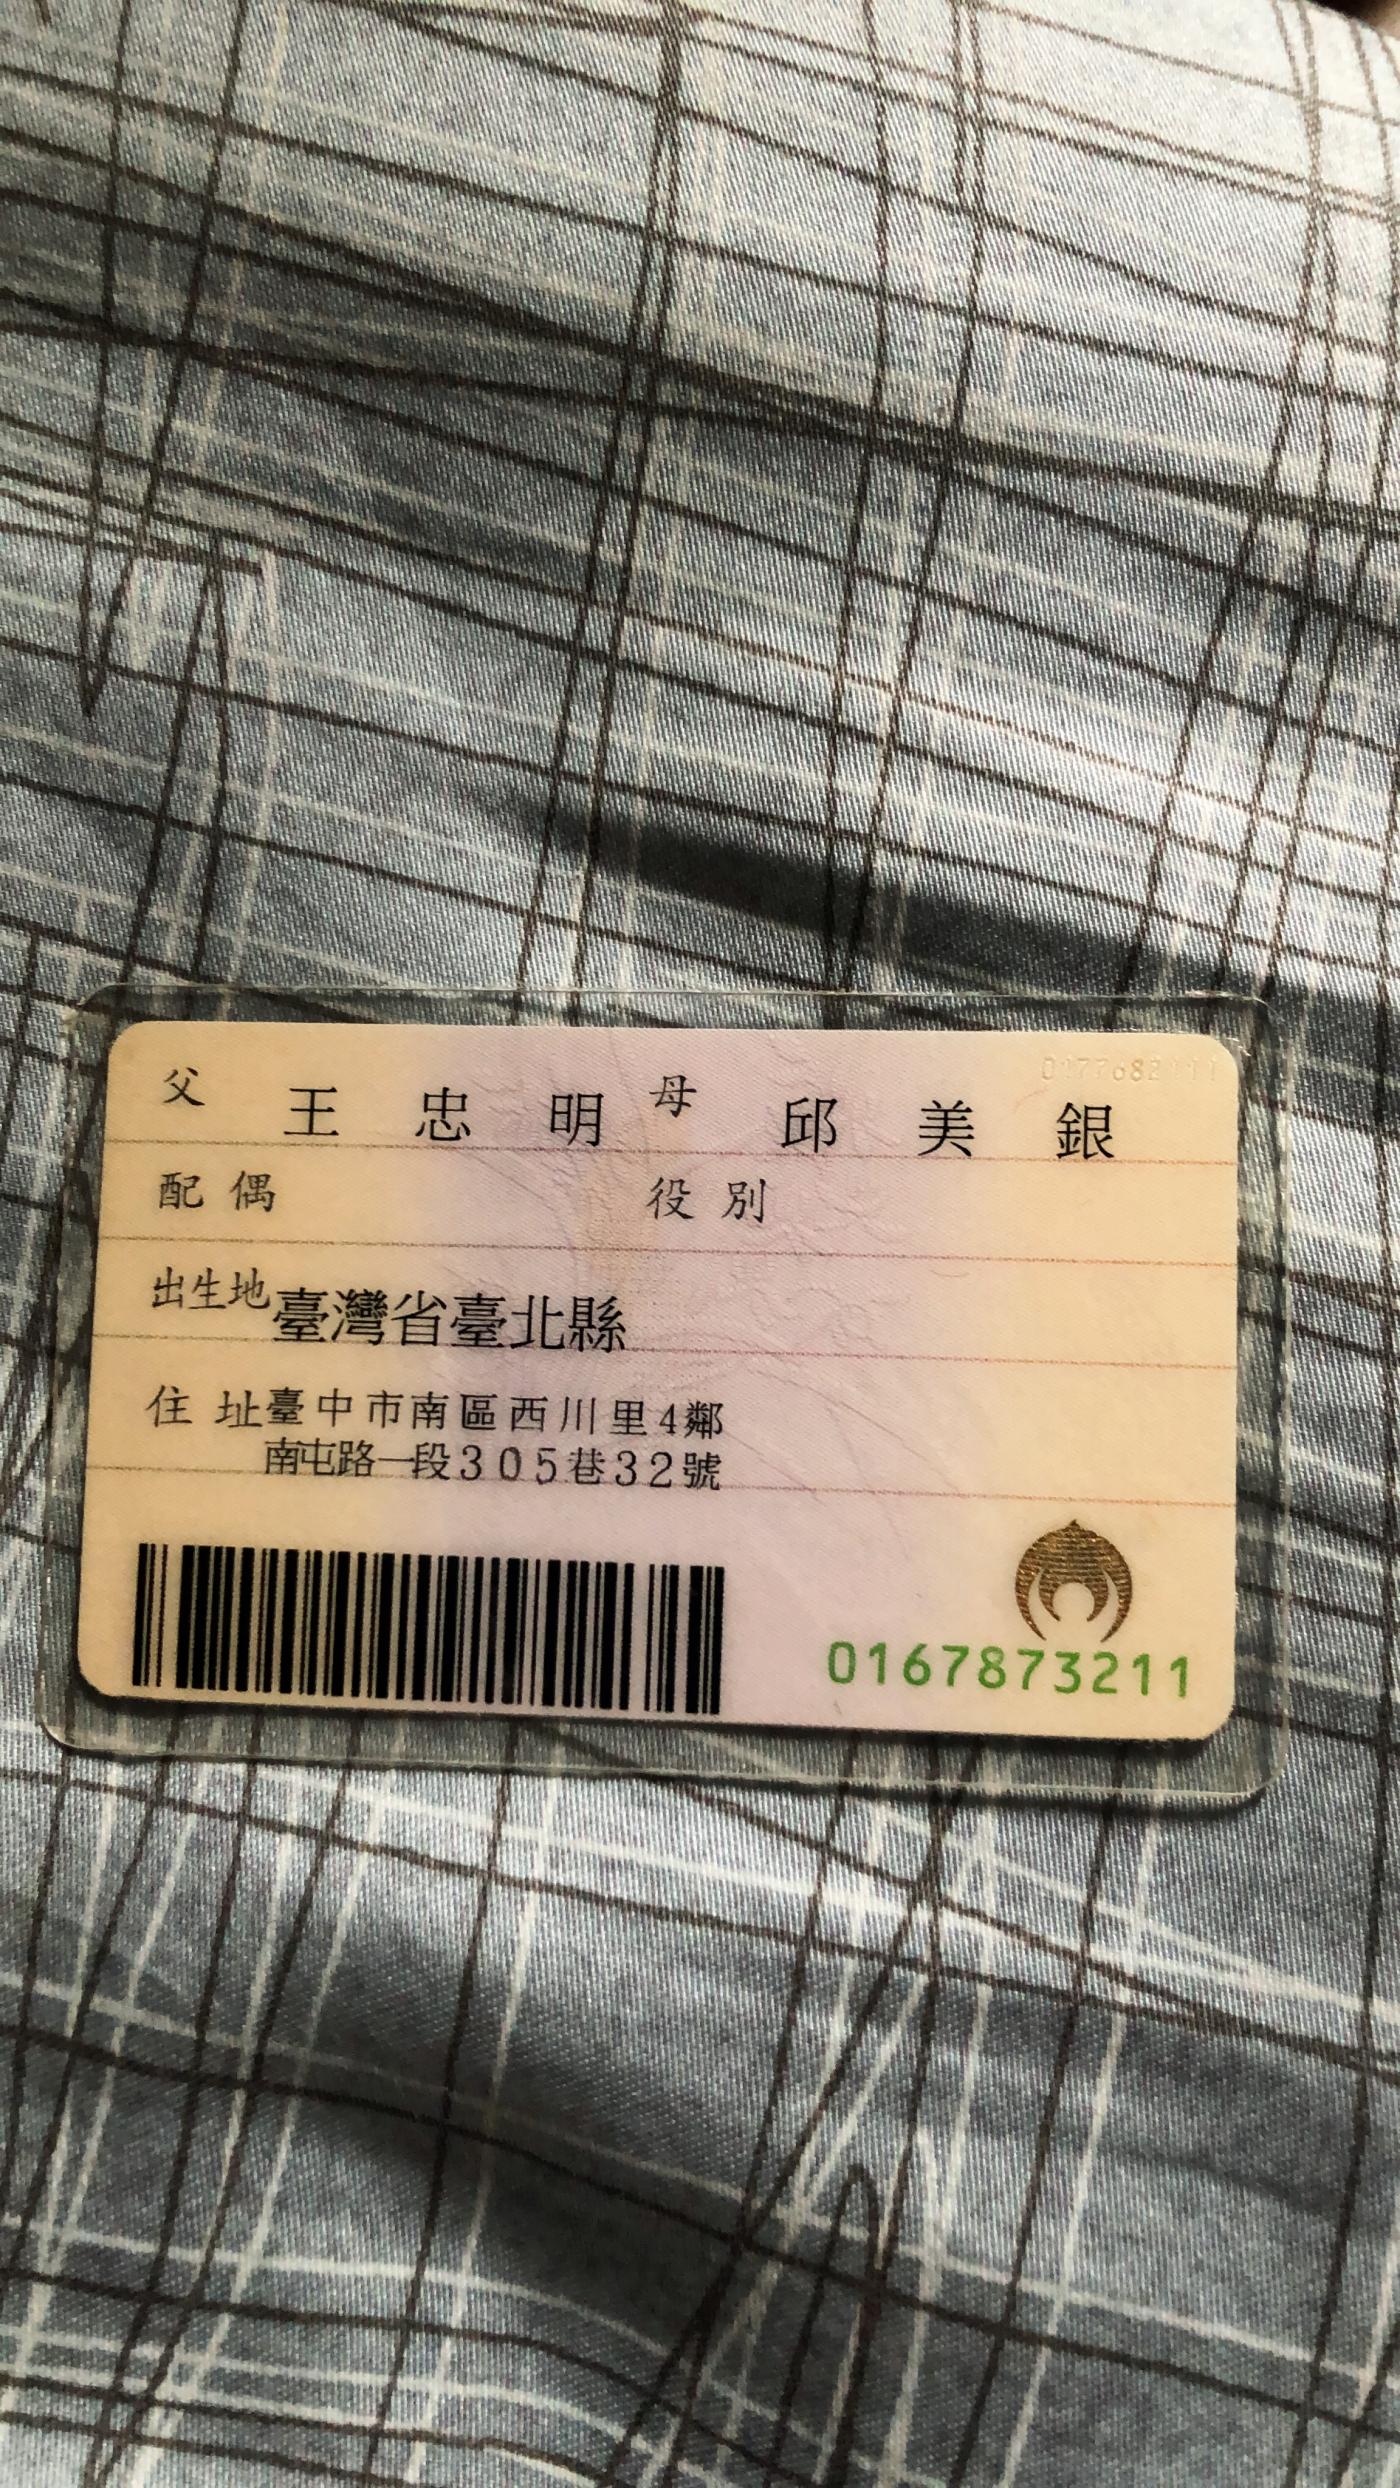 父 王忠明 母 邱美銀
配偶 役別
出生地 臺灣省臺北縣
住址 臺中市南區西川里4鄰
南屯路一段305巷32號
0167873211